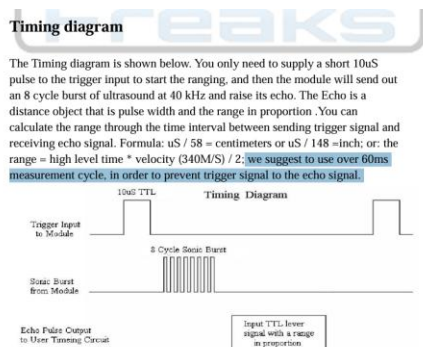 Freaks
Timing diagram
The Timing diagram is shown below. You only need to supply a short 10uS
pulse to the trigger input to start the ranging, and then the module will send out
an 8 cycle burst of ultrasound at 40 kHz and raise its echo. The Echo is a
distance object that is pulse width and the range in proportion .You can
calculate the range through the time interval between sending trigger signal and
receiving echo signal. Formula: uS / 58 = centimeters or uS / 148 =inch; or: the
range = high level time * velocity (340M/S) / 2; we suggest to use over 60ms
measurement cycle, in order to prevent trigger signal to the echo signal.
10uS TTL
Timing Diagram
Trigger Input
to Module
8 Cycle Sonic Burst
Sonic Burst
from Module
Echo Pulse Output
to User Timeing Circuit
Input TTL lever
signal with a range
in proportion